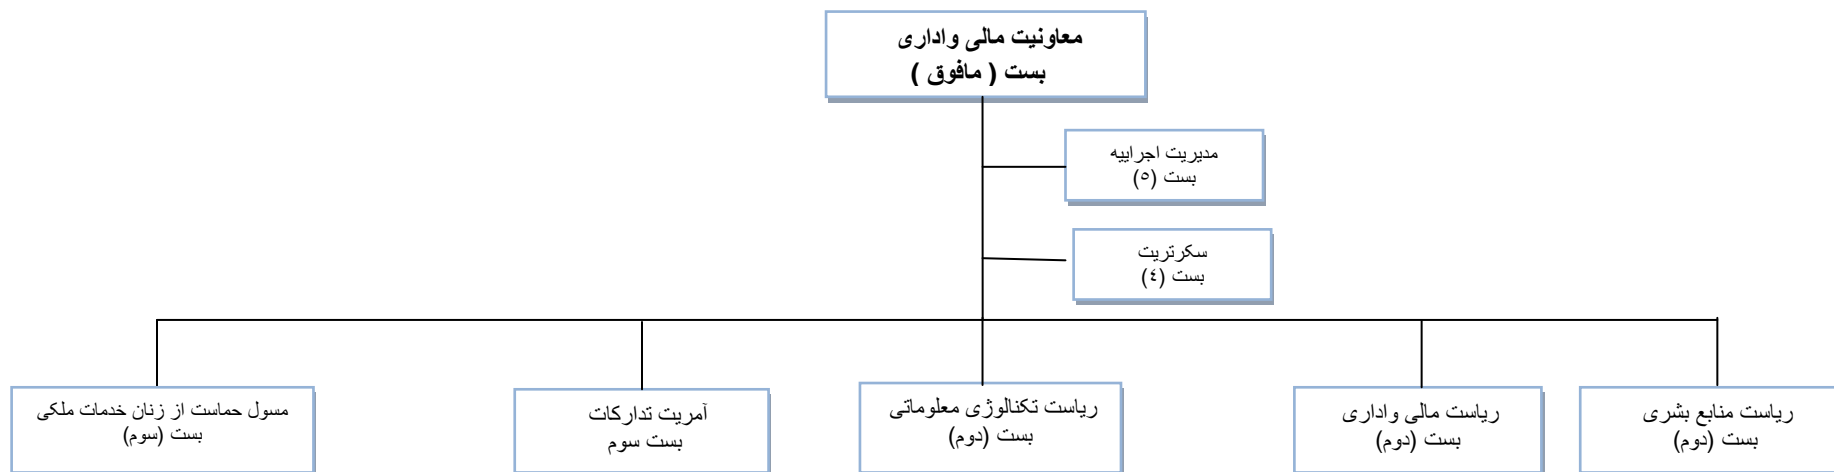 معاونیت مالی واداری
بست ( مافوق )
مدیریت اجراییه
بست (٥)
سکرتریت
بست (٤)
ریاست منابع بشری
بست (دوم)
ریاست مالی واداری
بست (دوم)
ریاست تکنالوژی معلوماتی
بست (دوم)
آمریت تدارکات
بست سوم
مسول حماست از زنان خدمات ملکی
بست (سوم)